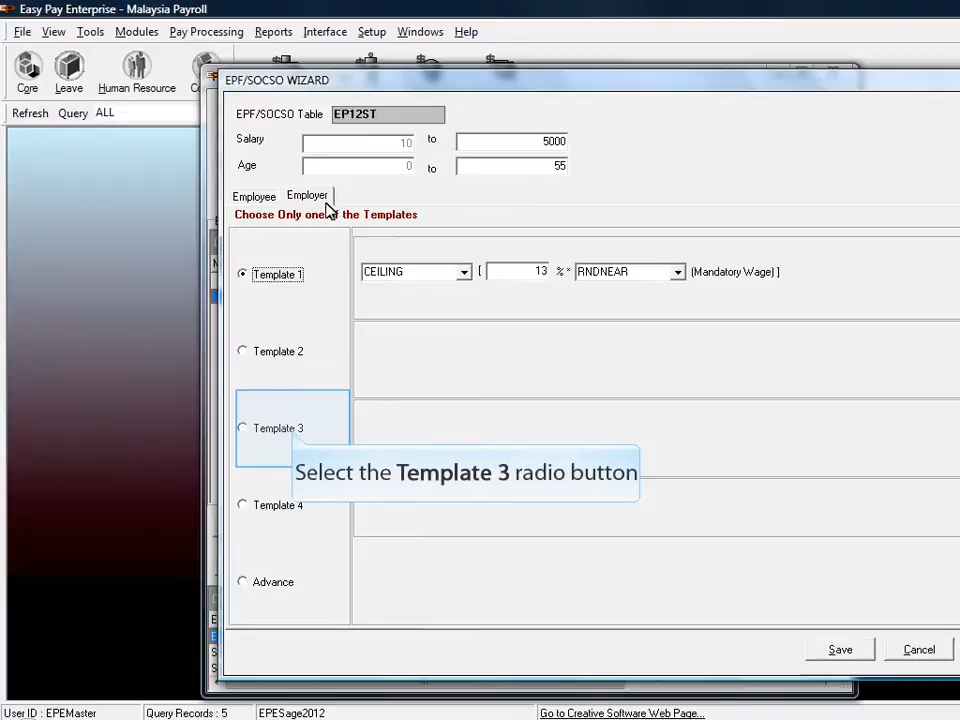 Easy Pay Enterprise - Malaysia Payroll
File View Tools Modules Pay Processing Reports Interface Setup Windows Help
Core Leave Human Resource
Refresh Query ALL
EPF/SOCSO WIZARD
EPF/SOCSO Table EP12ST
Salary 10 to 5000
Age 0 to 55
Employee Employer
Choose Only one of the Templates
Template 1 CEILING [ 13 % * RNDNEAR (Mandatory Wage) ]
Template 2
Template 3
Select the Template 3 radio button
Template 4
Advance
Save Cancel
User ID : EPEMaster Query Records : 5 EPESage2012 Go to Creative Software Web Page...